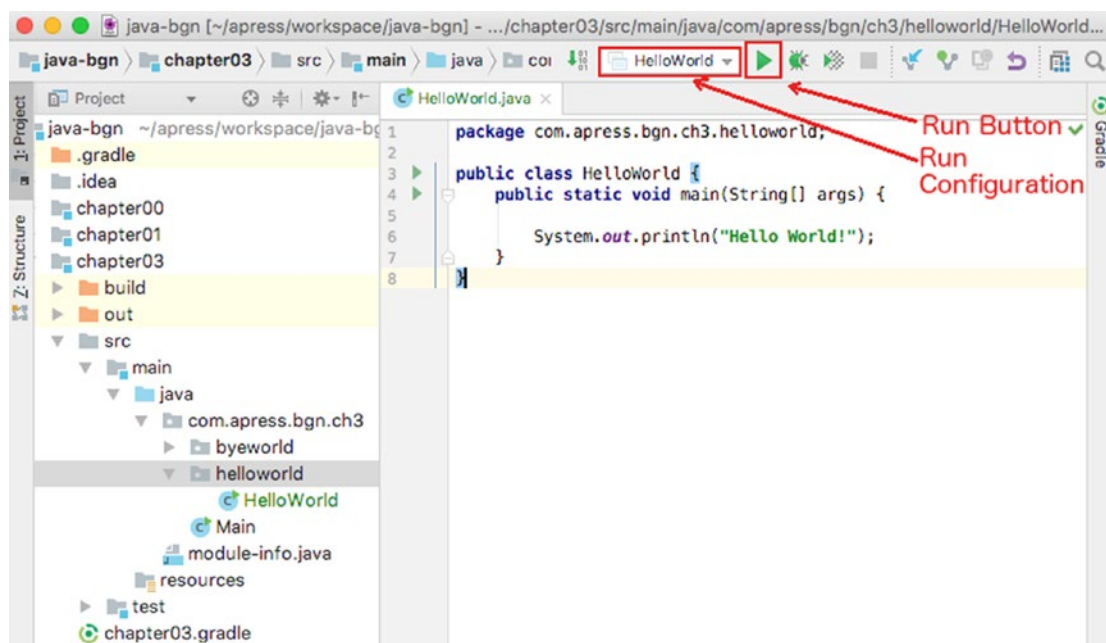 java-bgn [~/apress/workspace/java-bgn] - .../chapter03/src/main/java/com/apress/bgn/ch3/helloworld/HelloWorld...
java-bgn chapter03 src main java coı HelloWorld
Project
HelloWorld.java
1: Project
Z: Structure
Gradle
java-bgn ~/apress/workspace/java-bg
.gradle
.idea
chapter00
chapter01
chapter03
build
out
src
main
java
com.apress.bgn.ch3
byeworld
helloworld
HelloWorld
Main
module-info.java
resources
test
chapter03.gradle
1 package com.apress.bgn.ch3.helloworld;
2
3 public class HelloWorld {
4 public static void main(String[] args) {
5
6 System.out.println("Hello World!");
7 }
8 }
Run Button
Run
Configuration